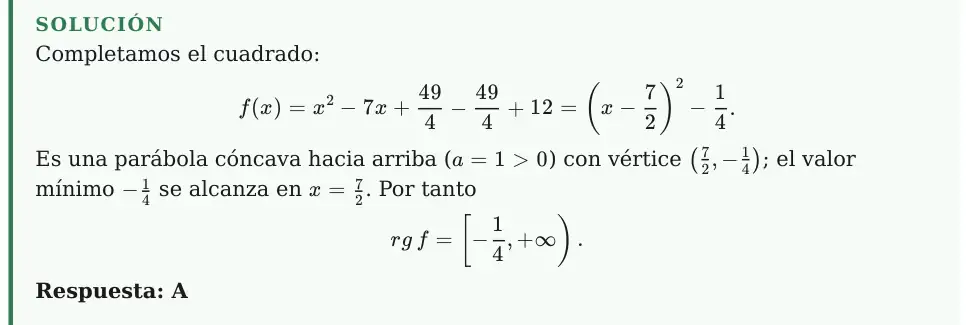 SOLUCIÓN
Completamos el cuadrado:
f(x) = x² − 7x + 49/4 − 49/4 + 12 = (x − 7/2)² − 1/4.
Es una parábola cóncava hacia arriba (a = 1 > 0) con vértice (7/2, −1/4); el valor
mínimo −1/4 se alcanza en x = 7/2. Por tanto
rg f = [−1/4, +∞).
Respuesta: A